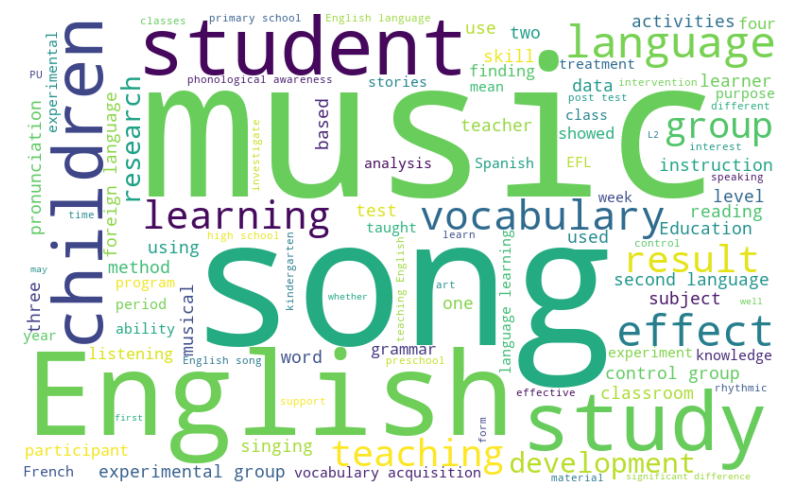 classes
primary school
English language
use
two
activities
four
PU
experimental
children
student
skill
treatment
language
phonological awareness
stories
finding
mean
data
intervention
learner
post test
purpose
different
pronunciation
foreign language
research
music
investigate
based
teacher
class
showed
L2
group
interest
analysis
Spanish
EFL
instruction
speaking
time
learning
test
taught
vocabulary
week
level
reading
Education
used
control
high school
learn
using
method
program
period
ability
three
may
year
musical
kindergarten
song
whether
teaching English
art
one
language learning
result
second language
subject
well
effect
listening
English song
word
grammar
preschool
experiment
knowledge
control group
effective
classroom
rhythmic
English
first
support
form
study
participant
singing
teaching
development
French
experimental group
vocabulary acquisition
material
significant difference